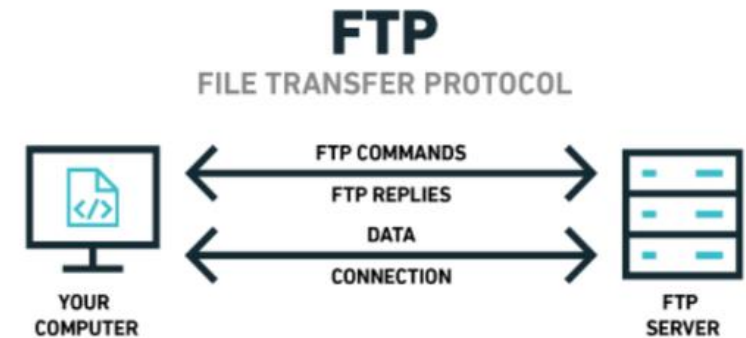 FTP
FILE TRANSFER PROTOCOL
FTP COMMANDS
FTP REPLIES
</>
DATA
CONNECTION
YOUR
COMPUTER
FTP
SERVER